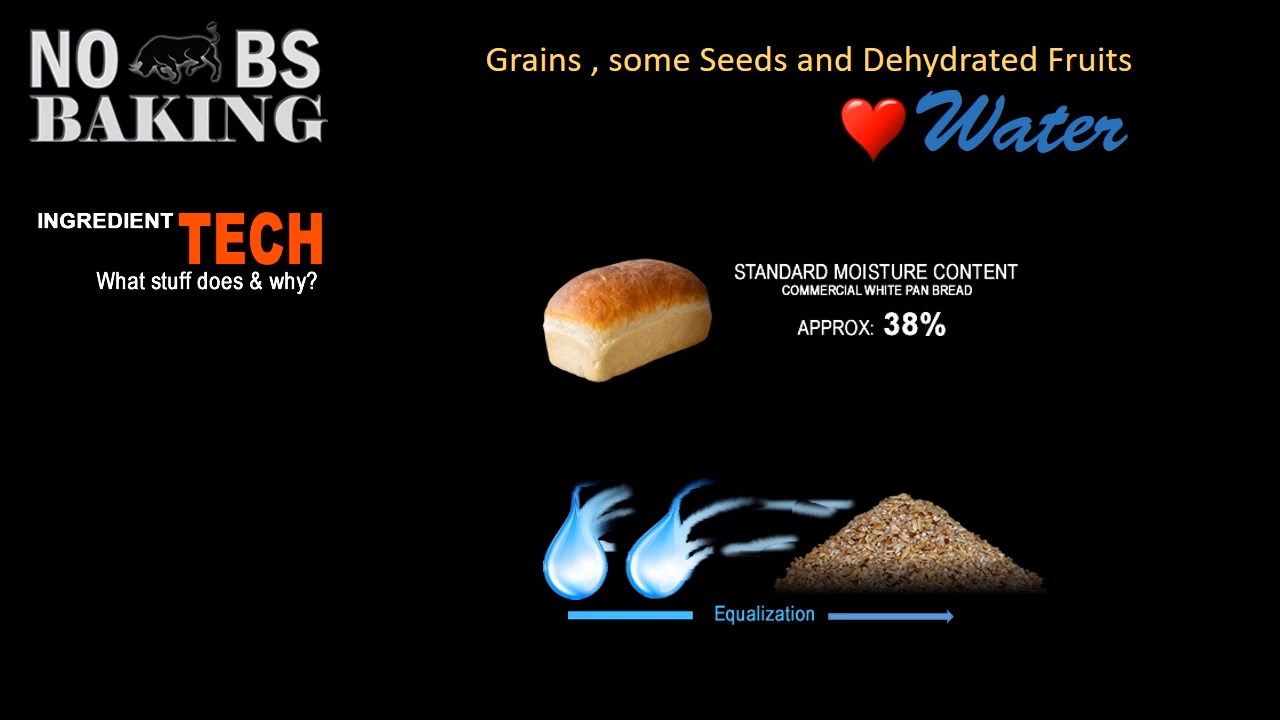 NO BS
BAKING
Grains , some Seeds and Dehydrated Fruits
Water
INGREDIENT TECH
What stuff does & why?
STANDARD MOISTURE CONTENT
COMMERCIAL WHITE PAN BREAD
APPROX: 38%
Equalization